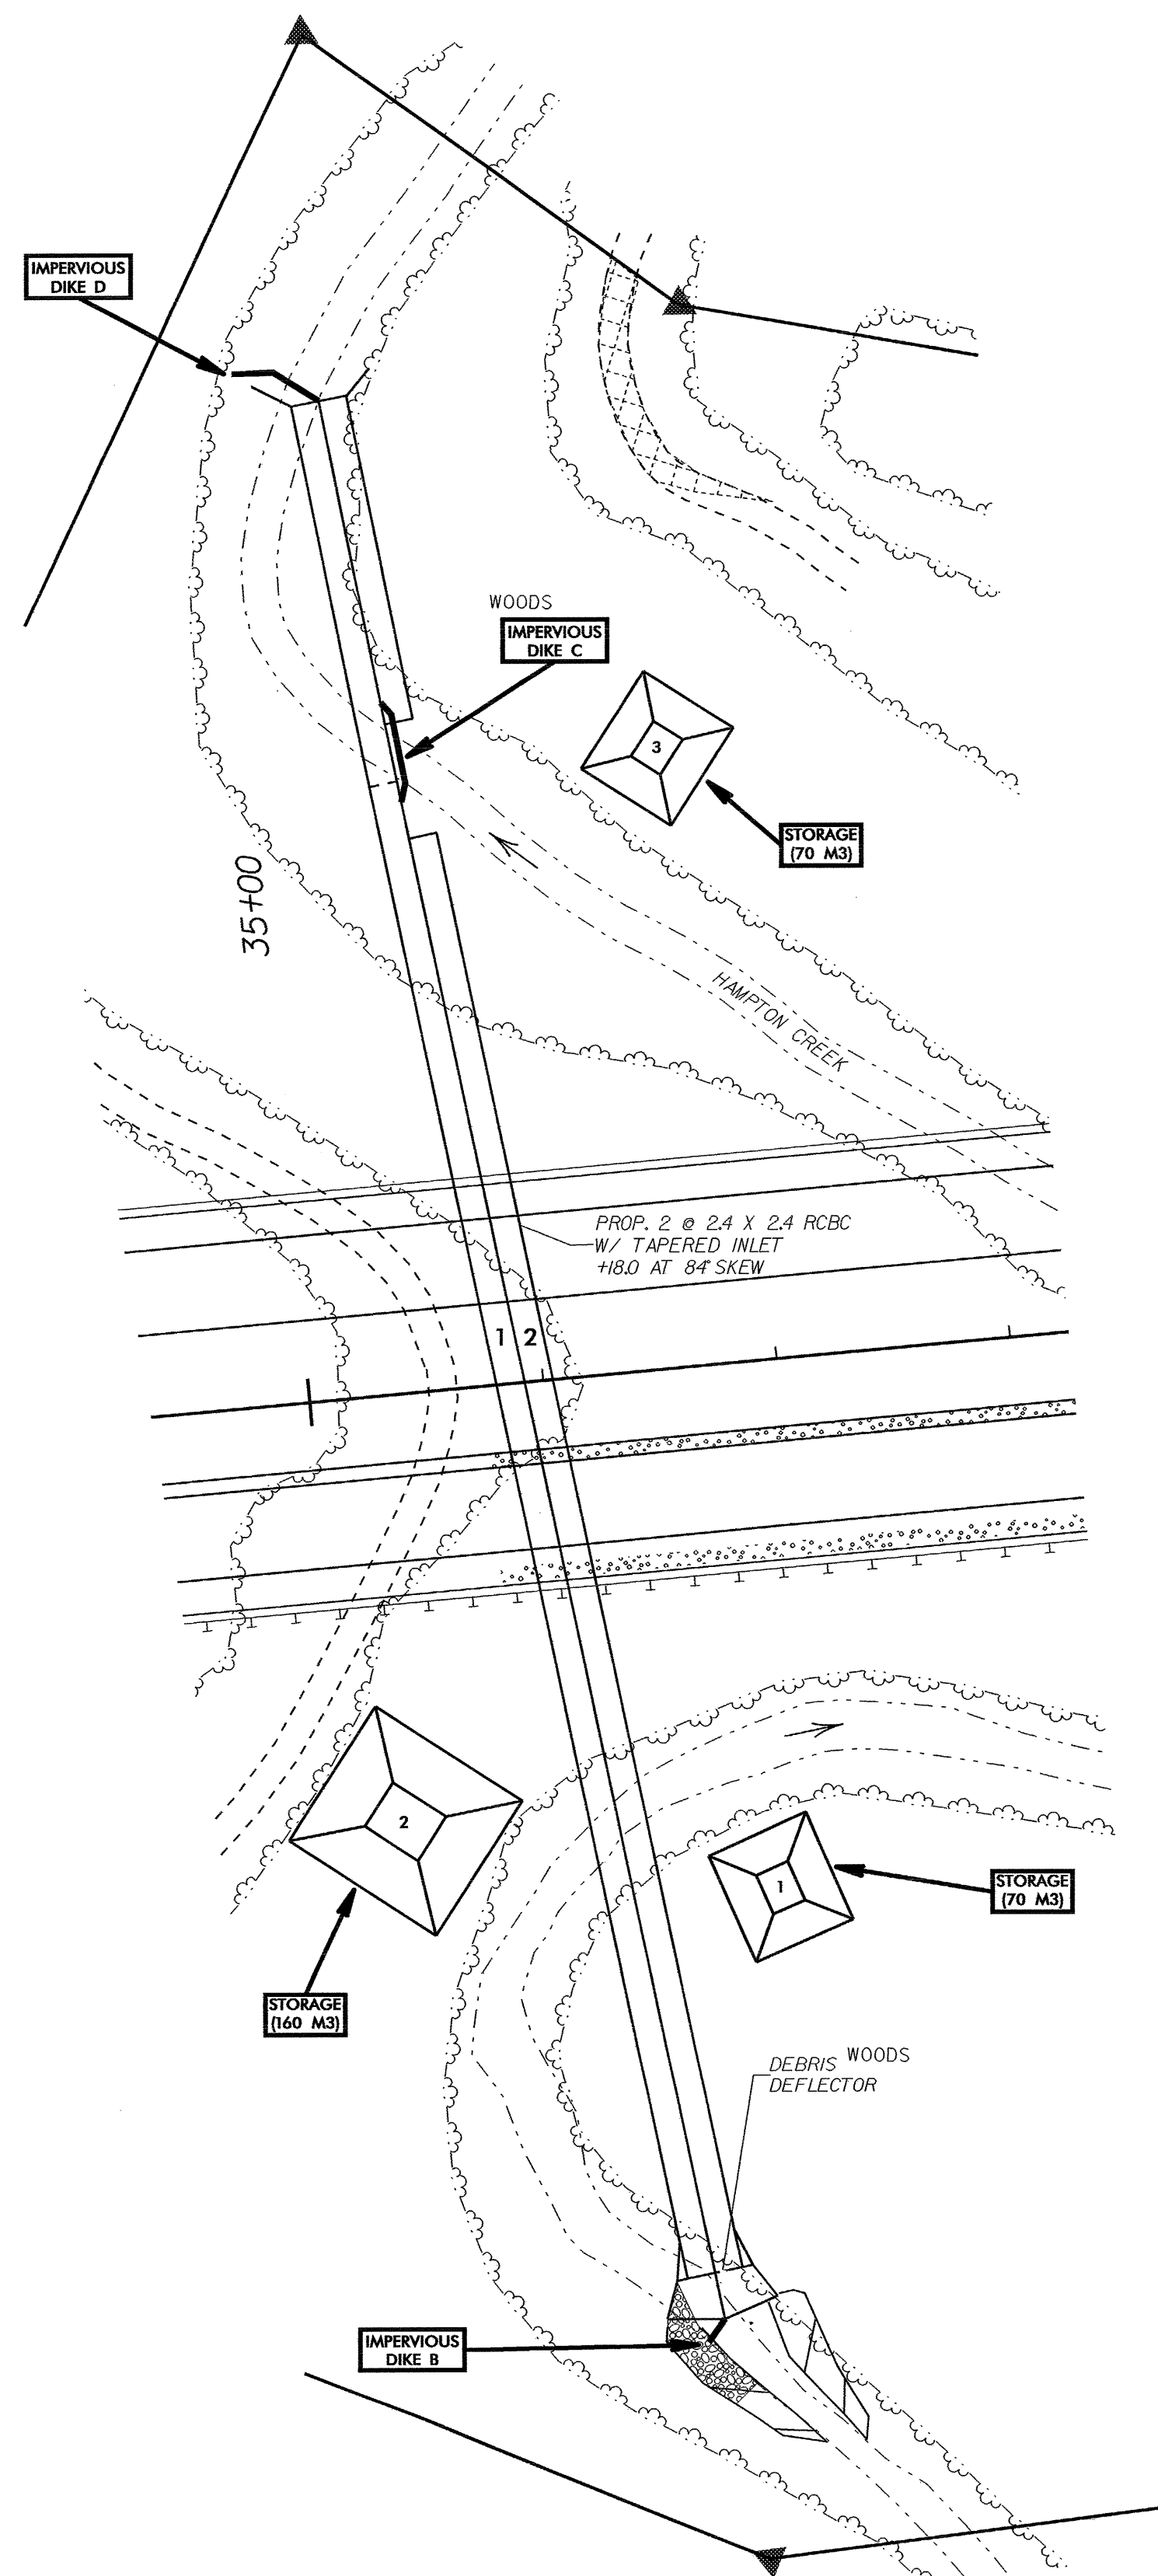 IMPERVIOUS
DIKE D
WOODS
IMPERVIOUS
DIKE C
3
STORAGE
(70 M3)
35+00
HAMPTON CREEK
PROP. 2 @ 2.4 X 2.4 RCBC
W/ TAPERED INLET
+18.0 AT 84° SKEW
1 2
2
1
STORAGE
(70 M3)
STORAGE
(160 M3)
WOODS
DEBRIS
DEFLECTOR
IMPERVIOUS
DIKE B